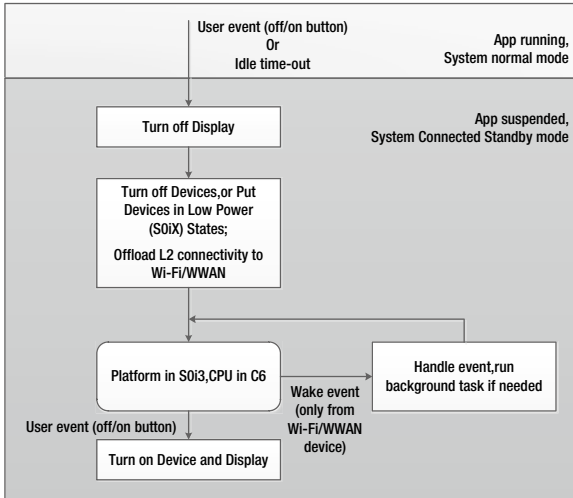 User event (off/on button)
Or
Idle time-out
App running,
System normal mode
App suspended,
System Connected Standby mode
Turn off Display
Turn off Devices,or Put
Devices in Low Power
(S0iX) States;
Offload L2 connectivity to
Wi-Fi/WWAN
Platform in S0i3,CPU in C6
Handle event,run
background task if needed
Wake event
(only from
Wi-Fi/WWAN
device)
User event (off/on button)
Turn on Device and Display